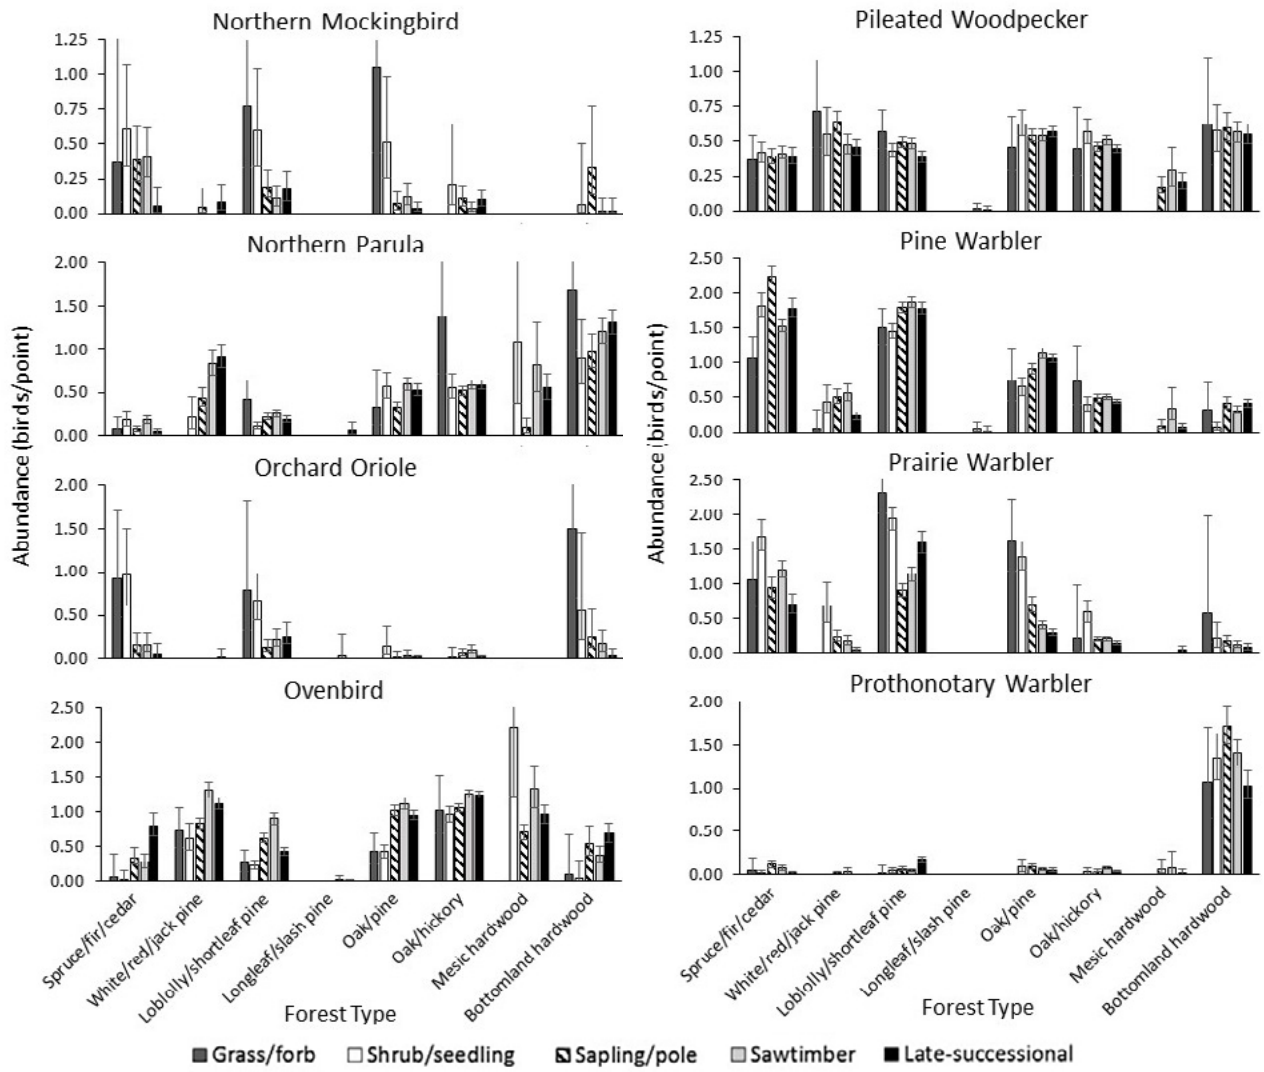 Northern Mockingbird
1.25
1.00
0.75
0.50
0.25
0.00
Northern Parula
2.00
1.50
1.00
0.50
0.00
Orchard Oriole
2.00
1.50
1.00
0.50
0.00
Ovenbird
2.50
2.00
1.50
1.00
0.50
0.00
Abundance (birds/point)
Spruce/fir/cedar
White/red/jack pine
Loblolly/shortleaf pine
Longleaf/slash pine
Oak/pine
Oak/hickory
Mesic hardwood
Bottomland hardwood
Forest Type
Pileated Woodpecker
1.25
1.00
0.75
0.50
0.25
0.00
Pine Warbler
2.50
2.00
1.50
1.00
0.50
0.00
Prairie Warbler
2.50
2.00
1.50
1.00
0.50
0.00
Prothonotary Warbler
2.00
1.50
1.00
0.50
0.00
Abundance (birds/point)
Spruce/fir/cedar
White/red/jack pine
Loblolly/shortleaf pine
Longleaf/slash pine
Oak/pine
Oak/hickory
Mesic hardwood
Bottomland hardwood
Forest Type
Grass/forb Shrub/seedling Sapling/pole Sawtimber Late-successional